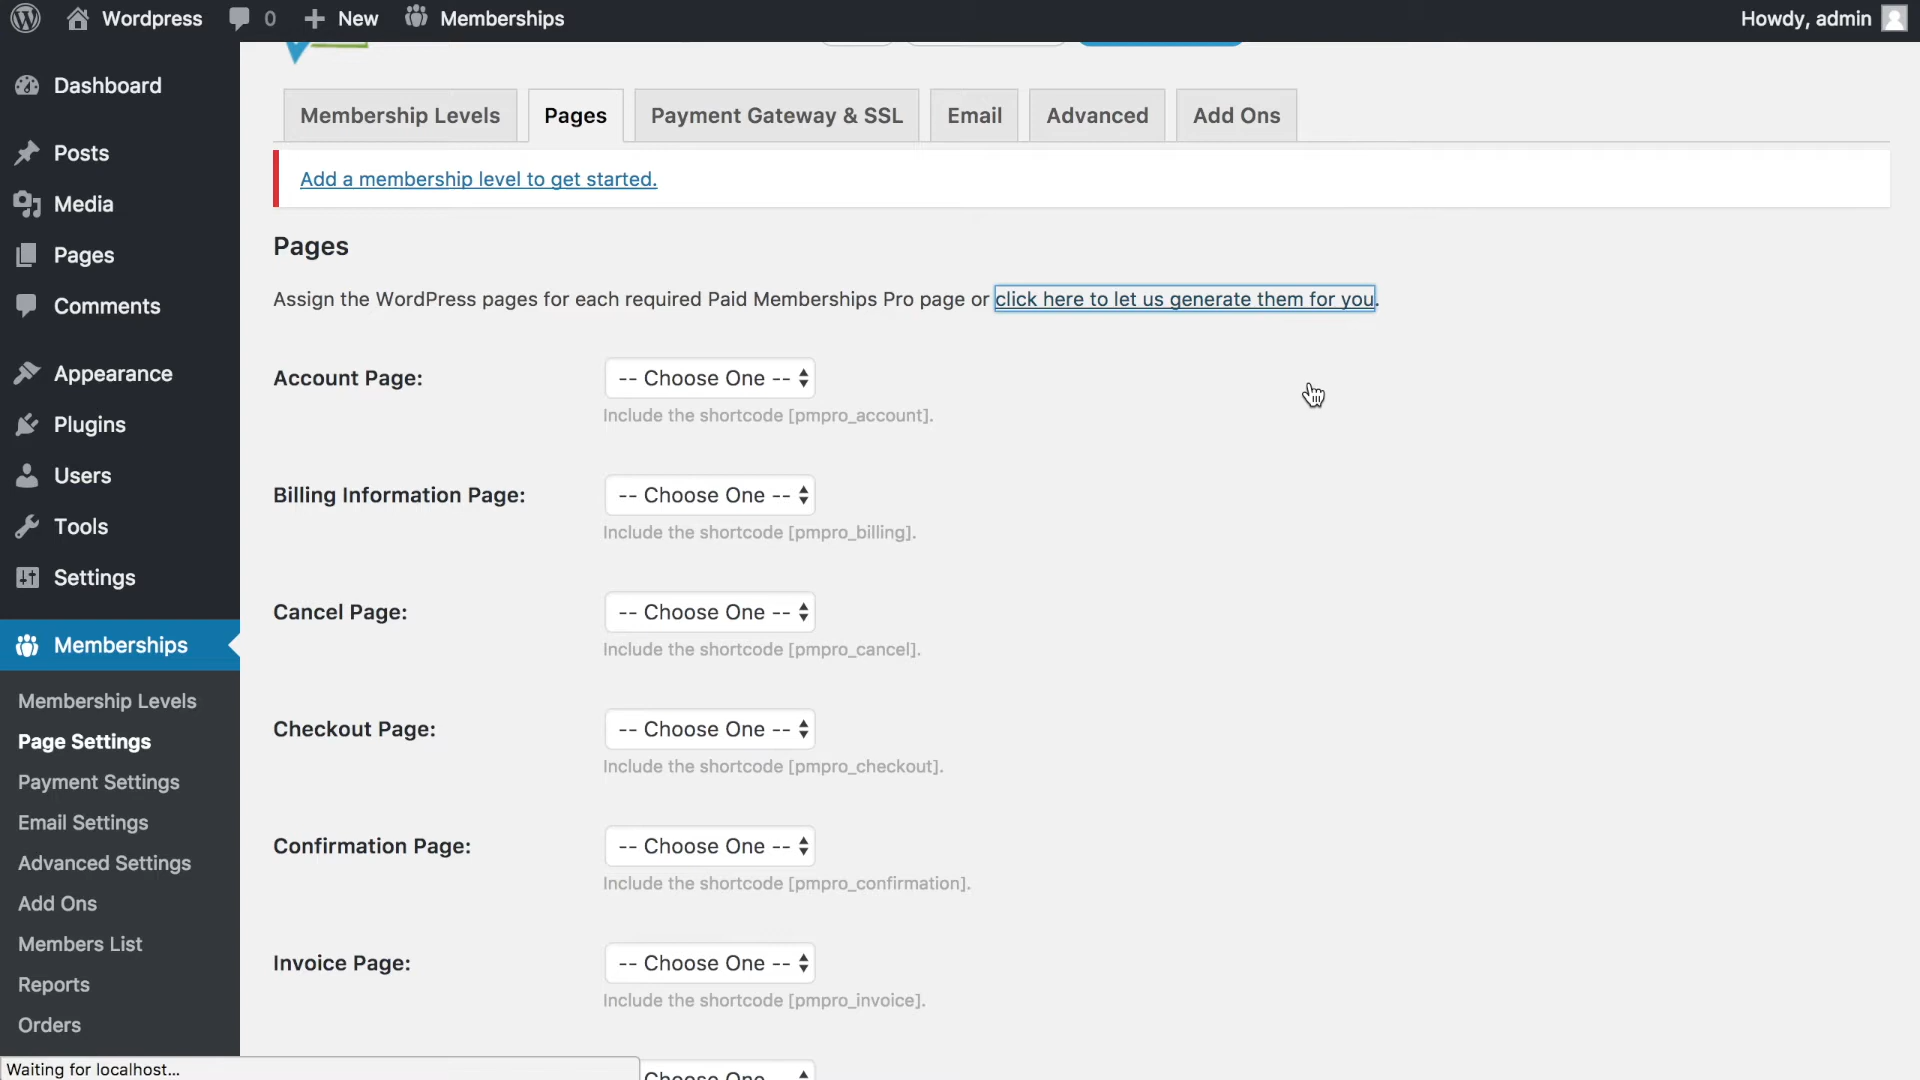 Wordpress 0 New Memberships Howdy, admin
Dashboard
Posts
Media
Pages
Comments
Appearance
Plugins
Users
Tools
Settings
Memberships
Membership Levels
Page Settings
Payment Settings
Email Settings
Advanced Settings
Add Ons
Members List
Reports
Orders
Membership Levels Pages Payment Gateway & SSL Email Advanced Add Ons
Add a membership level to get started.
Pages
Assign the WordPress pages for each required Paid Memberships Pro page or click here to let us generate them for you.
Account Page: -- Choose One --
Include the shortcode [pmpro_account].
Billing Information Page: -- Choose One --
Include the shortcode [pmpro_billing].
Cancel Page: -- Choose One --
Include the shortcode [pmpro_cancel].
Checkout Page: -- Choose One --
Include the shortcode [pmpro_checkout].
Confirmation Page: -- Choose One --
Include the shortcode [pmpro_confirmation].
Invoice Page: -- Choose One --
Include the shortcode [pmpro_invoice].
Choose One
Waiting for localhost...